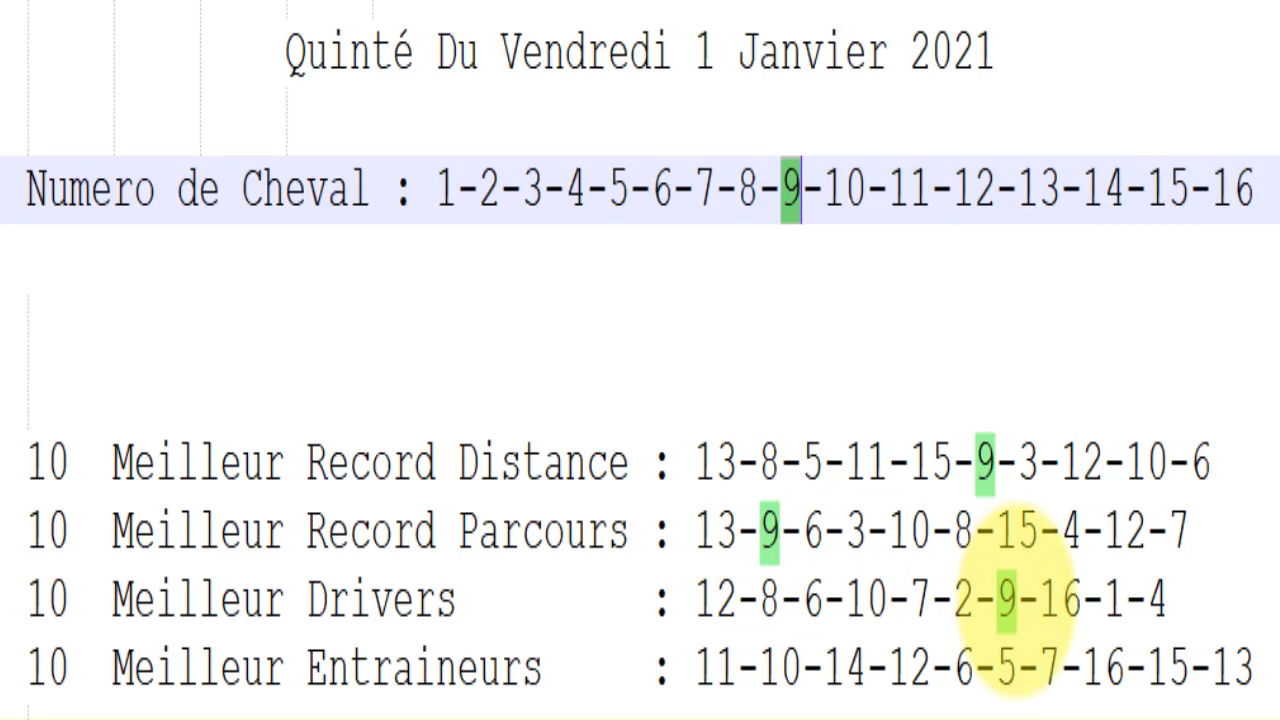 Quinté Du Vendredi 1 Janvier 2021
Numero de Cheval : 1-2-3-4-5-6-7-8-9-10-11-12-13-14-15-16
10 Meilleur Record Distance : 13-8-5-11-15-9-3-12-10-6
10 Meilleur Record Parcours : 13-9-6-3-10-8-15-4-12-7
10 Meilleur Drivers : 12-8-6-10-7-2-9-16-1-4
10 Meilleur Entraineurs : 11-10-14-12-6-5-7-16-15-13